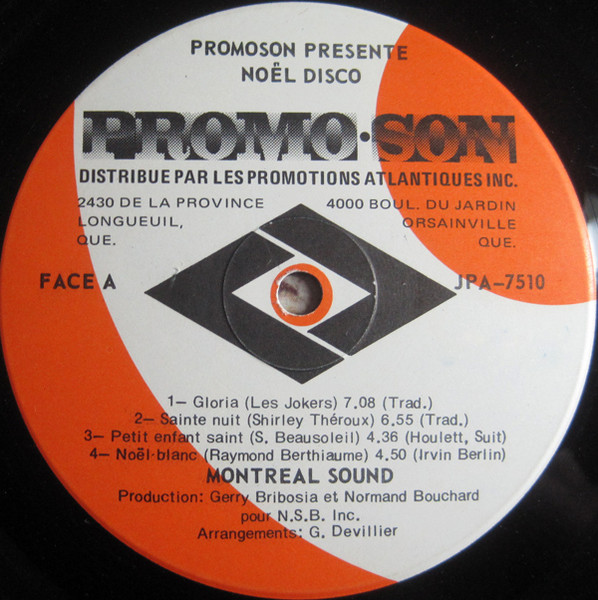 PROMOSON PRESENTE
NOËL DISCO
PROMO·SON
DISTRIBUE PAR LES PROMOTIONS ATLANTIQUES INC.
2430 DE LA PROVINCE
LONGUEUIL,
QUE.
4000 BOUL. DU JARDIN
ORSAINVILLE
QUE.
FACE A
JPA-7510
1- Gloria (Les Jokers) 7.08 (Trad.)
2- Sainte nuit (Shirley Théroux) 6.55 (Trad.)
3- Petit enfant saint (S. Beausoleil) 4.36 (Houlett, Suit)
4- Noël-blanc (Raymond Berthiaume) 4.50 (Irvin Berlin)
MONTREAL SOUND
Production: Gerry Bribosia et Normand Bouchard
pour N.S.B. Inc.
Arrangements: G. Devillier